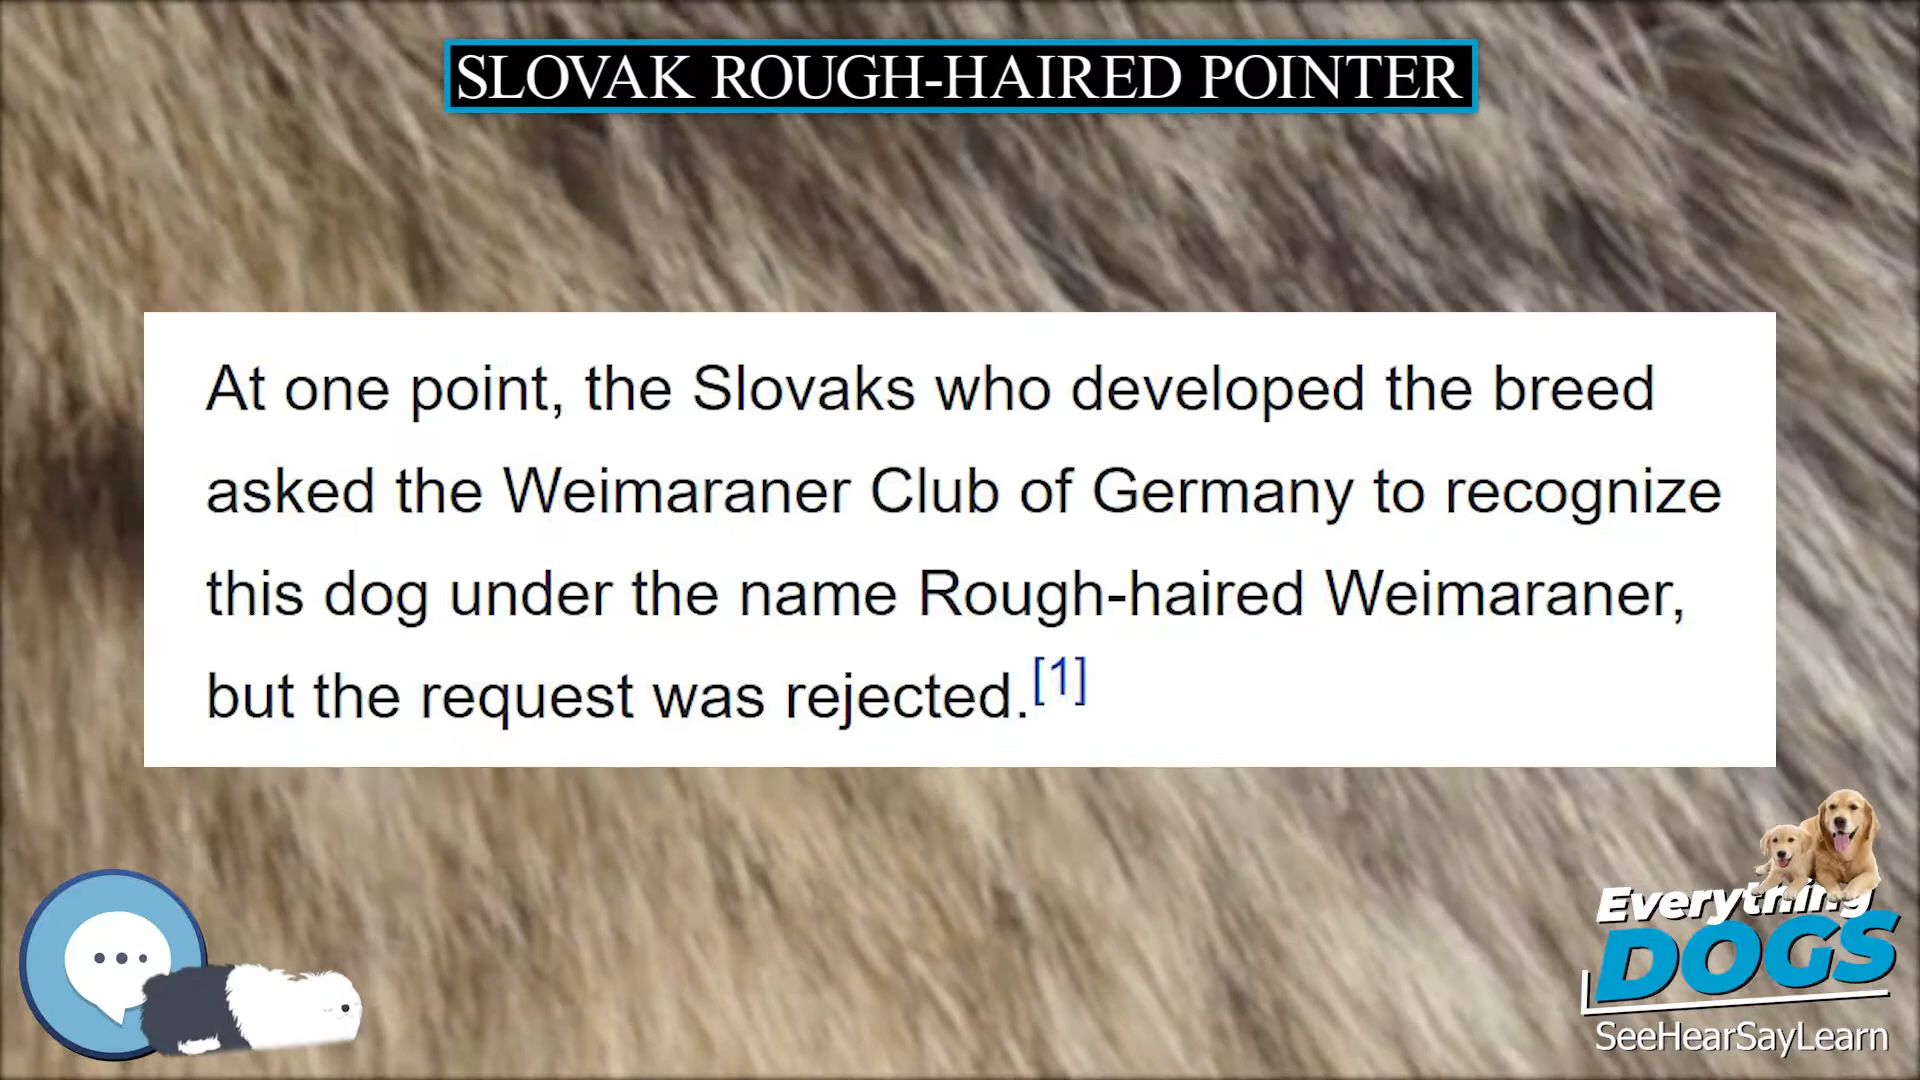 SLOVAK ROUGH-HAIRED POINTER
At one point, the Slovaks who developed the breed
asked the Weimaraner Club of Germany to recognize
this dog under the name Rough-haired Weimaraner,
but the request was rejected.[1]
Everything
DOGS
SeeHearSayLearn